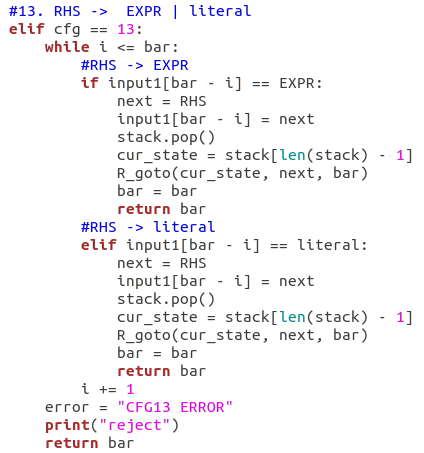 #13. RHS ->  EXPR | literal
elif cfg == 13:
    while i <= bar:
        #RHS -> EXPR
        if input1[bar - i] == EXPR:
            next = RHS
            input1[bar - i] = next
            stack.pop()
            cur_state = stack[len(stack) - 1]
            R_goto(cur_state, next, bar)
            bar = bar
            return bar
        #RHS -> literal
        elif input1[bar - i] == literal:
            next = RHS
            input1[bar - i] = next
            stack.pop()
            cur_state = stack[len(stack) - 1]
            R_goto(cur_state, next, bar)
            bar = bar
            return bar
        i += 1
    error = "CFG13 ERROR"
    print("reject")
    return bar